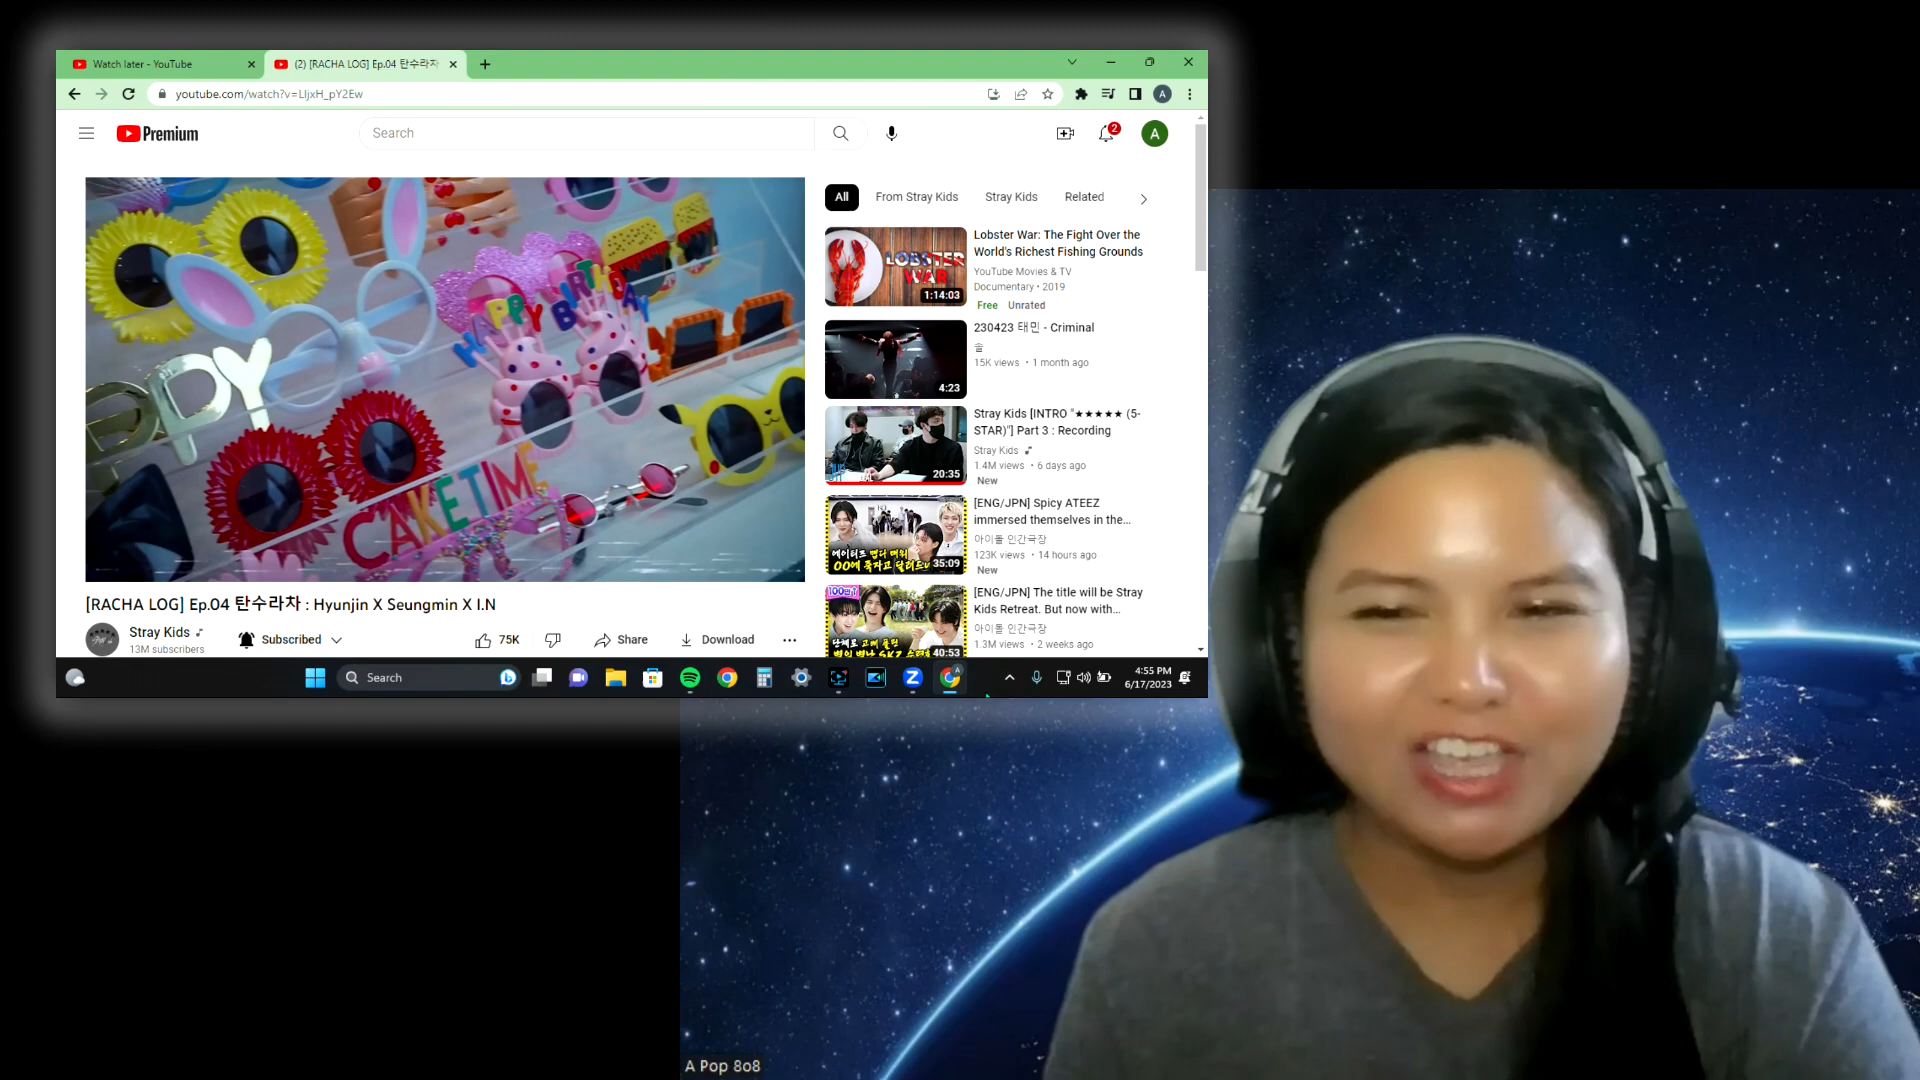 Watch later - YouTube
(2) [RACHA LOG] Ep.04 탄수라차
youtube.com/watch?v=LIjxH_pY2Ew
A
Premium
Search
2
A
PPY
HAPPY BIRTHDAY
CAKETIME
All
From Stray Kids
Stray Kids
Related
LOBSTER
WAR
1:14:03
Lobster War: The Fight Over the
World's Richest Fishing Grounds
YouTube Movies & TV
Documentary • 2019
Free Unrated
4:23
230423 태민 - Criminal
솔
15K views • 1 month ago
20:35
Stray Kids [INTRO "★★★★★ (5-
STAR)"] Part 3 : Recording
Stray Kids
1.4M views • 6 days ago
New
35:09
[ENG/JPN] Spicy ATEEZ
immersed themselves in the...
아이돌 인간극장
123K views • 14 hours ago
New
40:53
[ENG/JPN] The title will be Stray
Kids Retreat. But now with...
아이돌 인간극장
1.3M views • 2 weeks ago
[RACHA LOG] Ep.04 탄수라차 : Hyunjin X Seungmin X I.N
Stray Kids
13M subscribers
Subscribed
75K
Share
Download
Search
4:55 PM
6/17/2023
A Pop 8o8